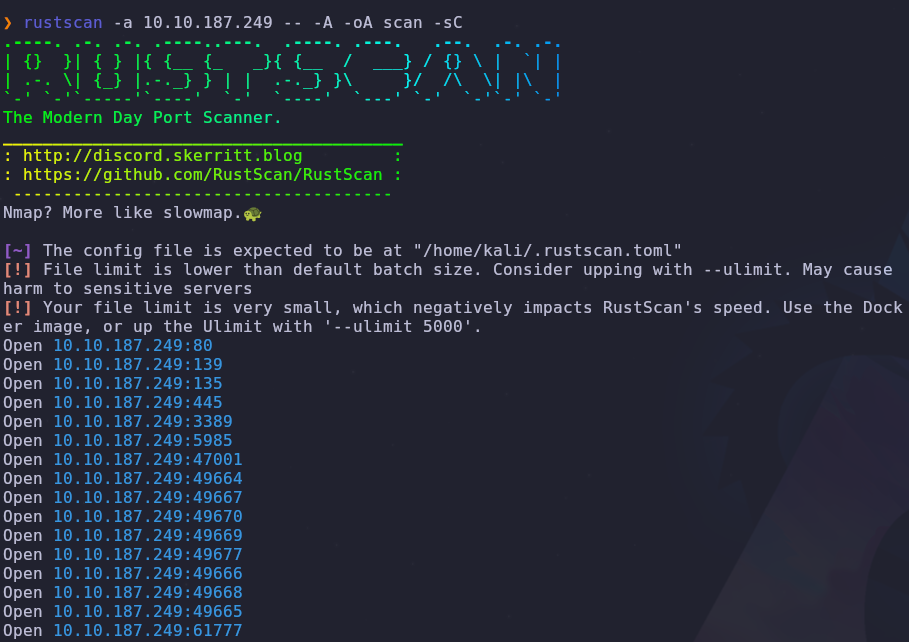 ❯ rustscan -a 10.10.187.249 -- -A -oA scan -sC
.----. .-. .-. .----..---.  .----. .---.   .--.  .-. .-.
| {}  }| { } |{ {__ {_   _}{ {__  /  ___} / {} \ |  `| |
| .-. \| {_} |.-._} } | |  .-._} }\     }/  /\  \| |\  |
`-' `-'`-----'`----'  `-'  `----'  `---' `-'  `-'`-' `-'
The Modern Day Port Scanner.
________________________________________
: http://discord.skerritt.blog         :
: https://github.com/RustScan/RustScan :
 --------------------------------------
Nmap? More like slowmap.🐢
[~] The config file is expected to be at "/home/kali/.rustscan.toml"
[!] File limit is lower than default batch size. Consider upping with --ulimit. May cause
harm to sensitive servers
[!] Your file limit is very small, which negatively impacts RustScan's speed. Use the Dock
er image, or up the Ulimit with '--ulimit 5000'.
Open 10.10.187.249:80
Open 10.10.187.249:139
Open 10.10.187.249:135
Open 10.10.187.249:445
Open 10.10.187.249:3389
Open 10.10.187.249:5985
Open 10.10.187.249:47001
Open 10.10.187.249:49664
Open 10.10.187.249:49667
Open 10.10.187.249:49670
Open 10.10.187.249:49669
Open 10.10.187.249:49677
Open 10.10.187.249:49666
Open 10.10.187.249:49668
Open 10.10.187.249:49665
Open 10.10.187.249:61777